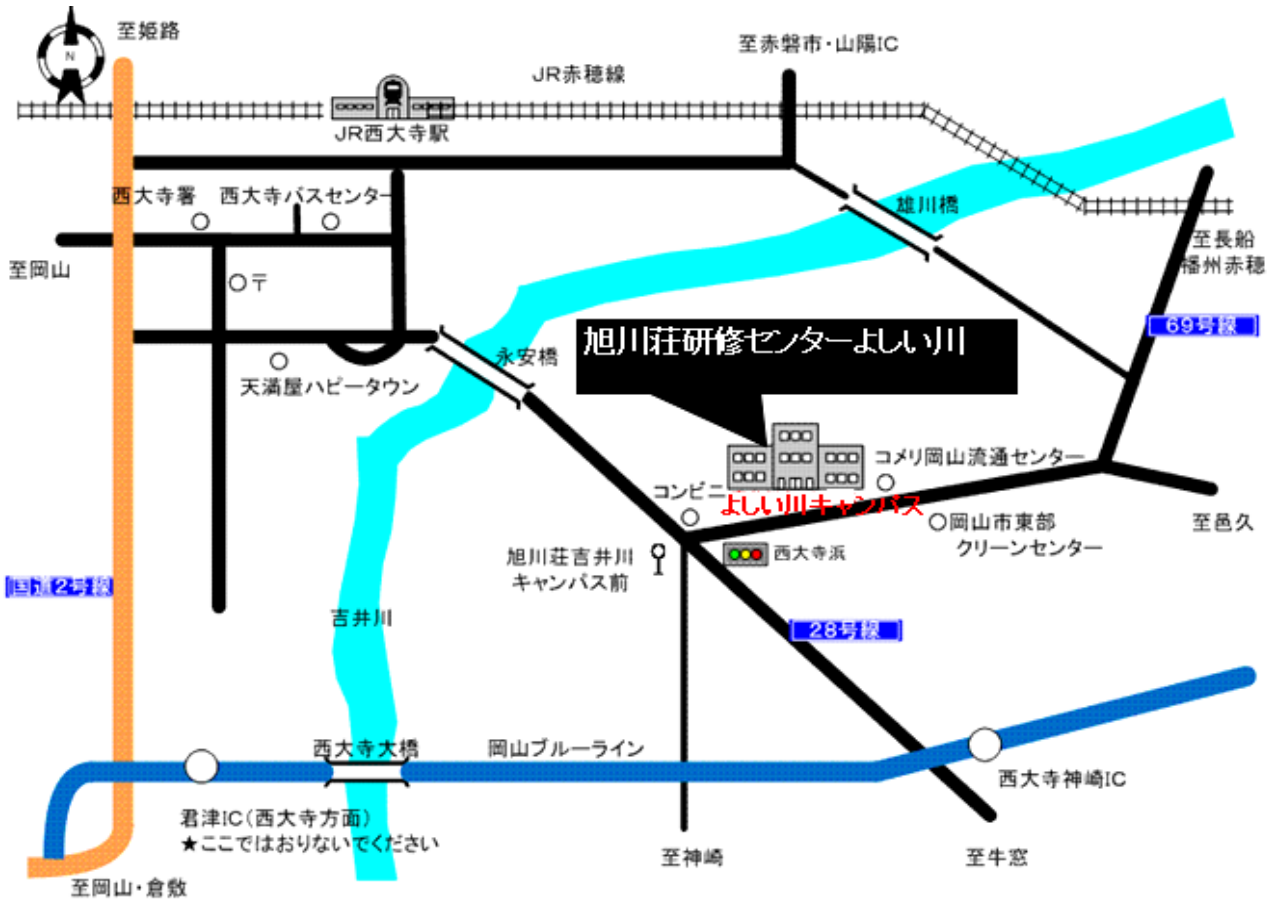 至姫路
N
至赤磐市・山陽IC
JR赤穂線
JR西大寺駅
西大寺署
西大寺バスセンター
雄川橋
至岡山
〒
至長船
播州赤穂
69号線
旭川荘研修センターよしい川
永安橋
天満屋ハピータウン
コメリ岡山流通センター
コンビニ
よしい川キャンパス
岡山市東部
クリーンセンター
至邑久
旭川荘吉井川
キャンパス前
西大寺浜
国道2号線
吉井川
28号線
西大寺大橋
岡山ブルーライン
西大寺神崎IC
君津IC(西大寺方面)
★ここではおりないでください
至神崎
至牛窓
至岡山・倉敷